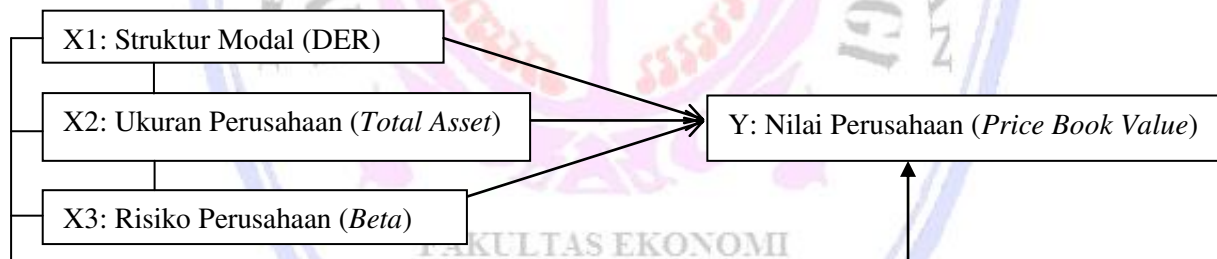 X1: Struktur Modal (DER)
X2: Ukuran Perusahaan (Total Asset)
Y: Nilai Perusahaan (Price Book Value)
X3: Risiko Perusahaan (Beta)
FAKULTAS EKONOMI